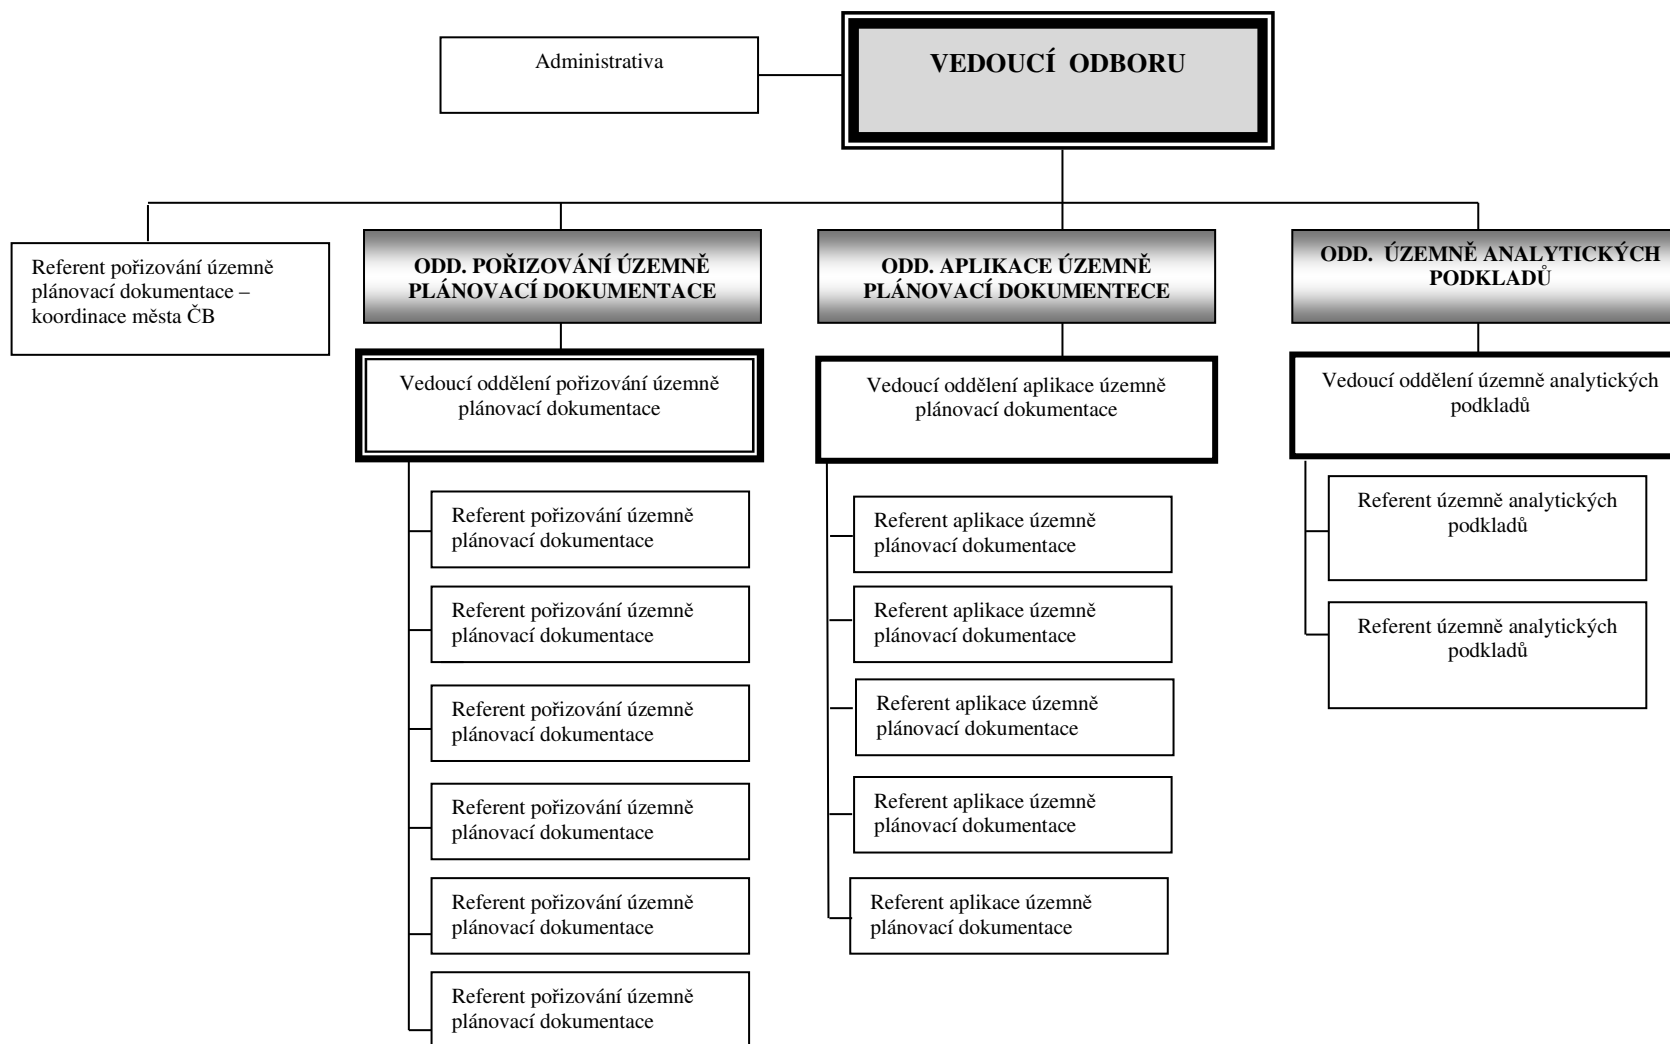 Administrativa
VEDOUCÍ ODBORU
Referent pořizování územně
plánovací dokumentace –
koordinace města ČB
ODD. POŘIZOVÁNÍ ÚZEMNĚ
PLÁNOVACÍ DOKUMENTACE
Vedoucí oddělení pořizování územně
plánovací dokumentace
Referent pořizování územně
plánovací dokumentace
Referent pořizování územně
plánovací dokumentace
Referent pořizování územně
plánovací dokumentace
Referent pořizování územně
plánovací dokumentace
Referent pořizování územně
plánovací dokumentace
Referent pořizování územně
plánovací dokumentace
ODD. APLIKACE ÚZEMNĚ
PLÁNOVACÍ DOKUMENTECE
Vedoucí oddělení aplikace územně
plánovací dokumentace
Referent aplikace územně
plánovací dokumentace
Referent aplikace územně
plánovací dokumentace
Referent aplikace územně
plánovací dokumentace
Referent aplikace územně
plánovací dokumentace
Referent aplikace územně
plánovací dokumentace
ODD. ÚZEMNĚ ANALYTICKÝCH
PODKLADŮ
Vedoucí oddělení územně analytických
podkladů
Referent územně analytických
podkladů
Referent územně analytických
podkladů